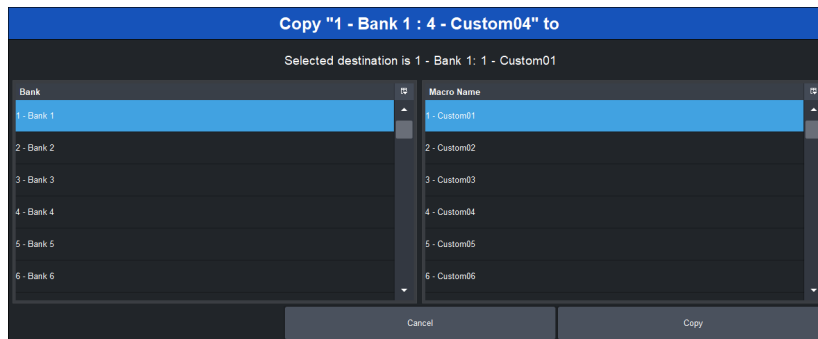 Copy "1 - Bank 1 : 4 - Custom04" to
Selected destination is 1 - Bank 1: 1 - Custom01
Bank
1 - Bank 1
2 - Bank 2
3 - Bank 3
4 - Bank 4
5 - Bank 5
6 - Bank 6
Macro Name
1 - Custom01
2 - Custom02
3 - Custom03
4 - Custom04
5 - Custom05
6 - Custom06
Cancel
Copy